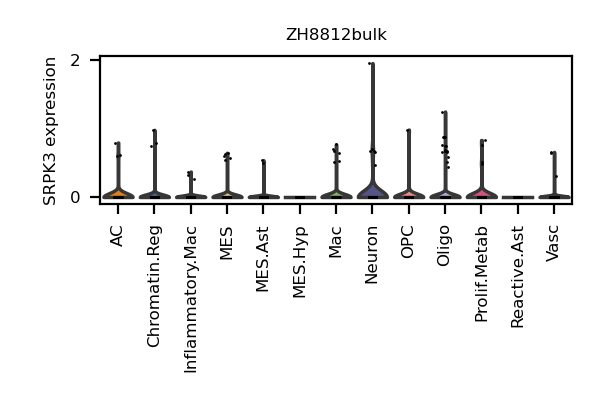 ZH8812bulk
SRPK3 expression
2
0
AC
Chromatin.Reg
Inflammatory.Mac
MES
MES.Ast
MES.Hyp
Mac
Neuron
OPC
Oligo
Prolif.Metab
Reactive.Ast
Vasc